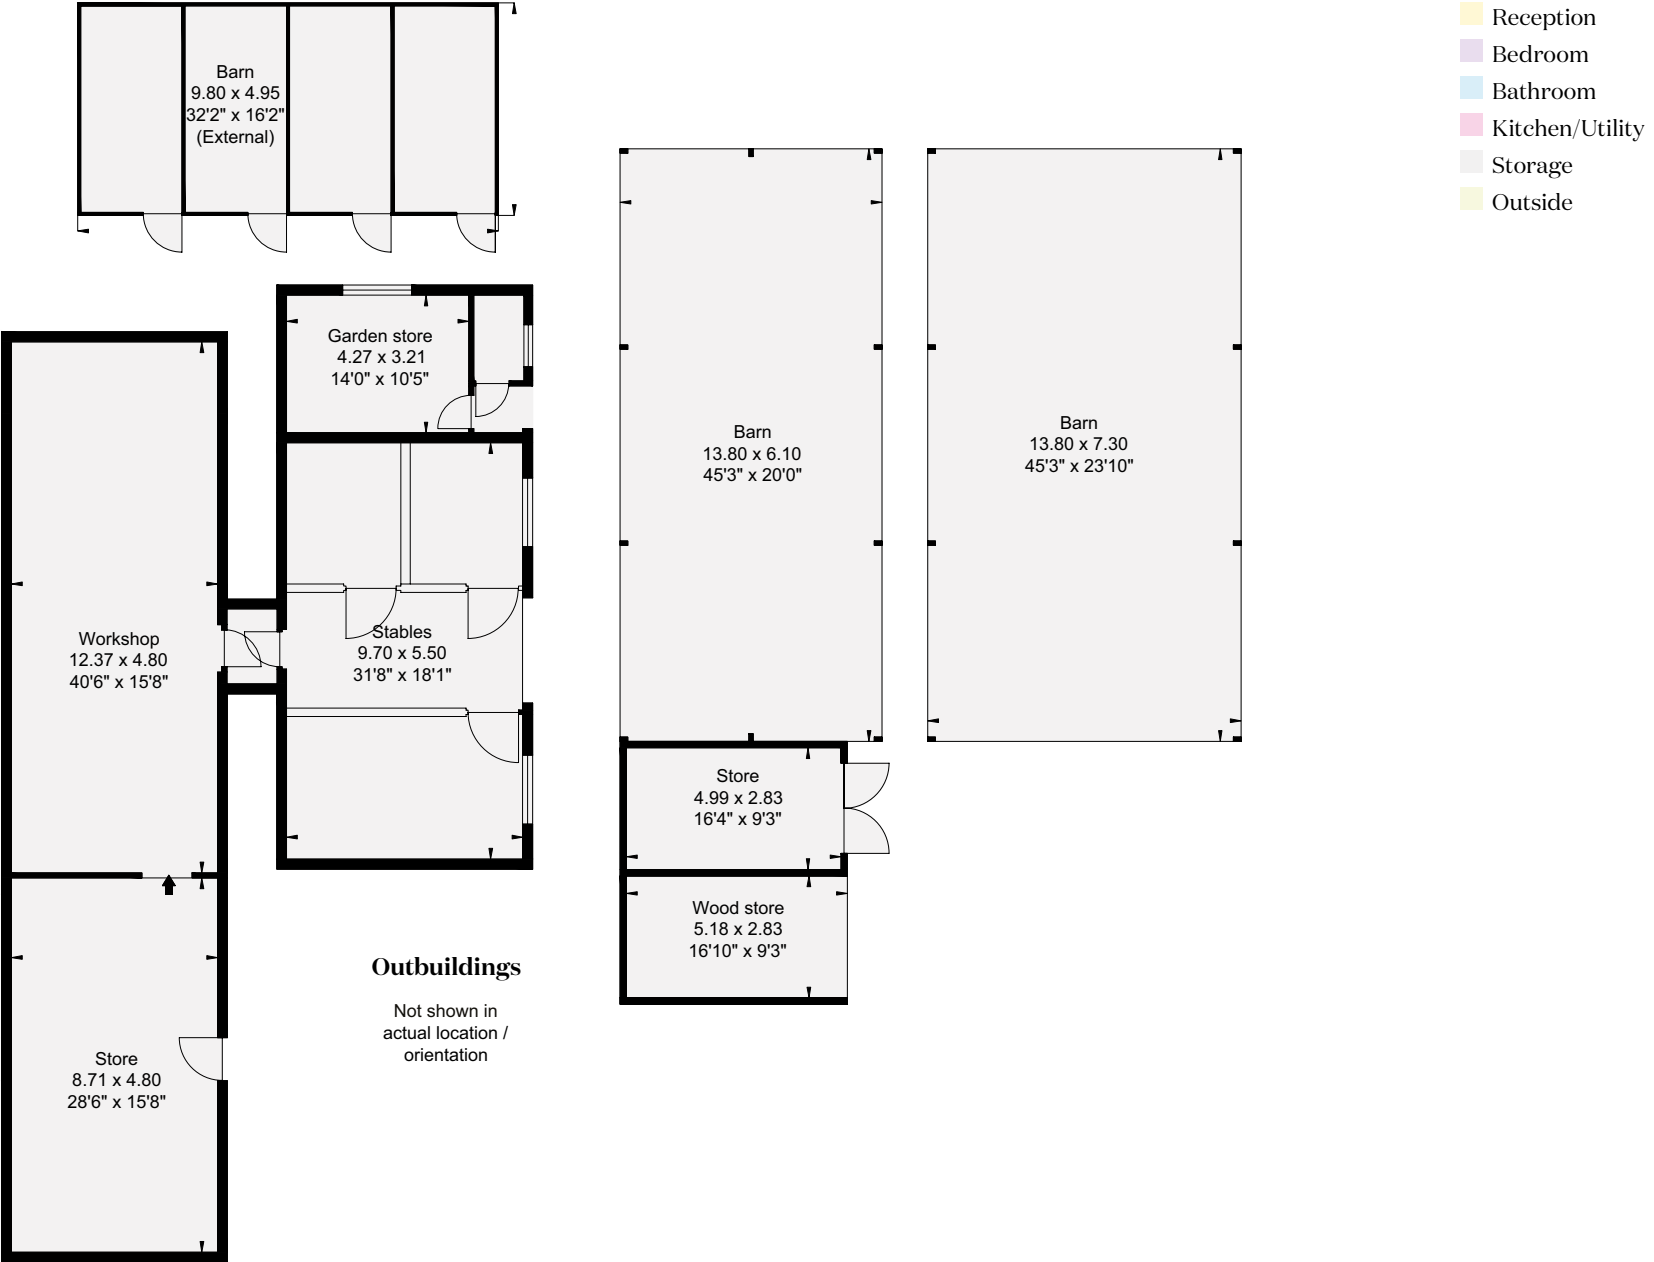 Reception
Bedroom
Bathroom
Kitchen/Utility
Storage
Outside
Barn
9.80 x 4.95
32'2" x 16'2"
(External)
Garden store
4.27 x 3.21
14'0" x 10'5"
Barn
13.80 x 6.10
45'3" x 20'0"
Barn
13.80 x 7.30
45'3" x 23'10"
Workshop
12.37 x 4.80
40'6" x 15'8"
Stables
9.70 x 5.50
31'8" x 18'1"
Store
4.99 x 2.83
16'4" x 9'3"
Wood store
5.18 x 2.83
16'10" x 9'3"
Outbuildings
Not shown in
actual location /
orientation
Store
8.71 x 4.80
28'6" x 15'8"